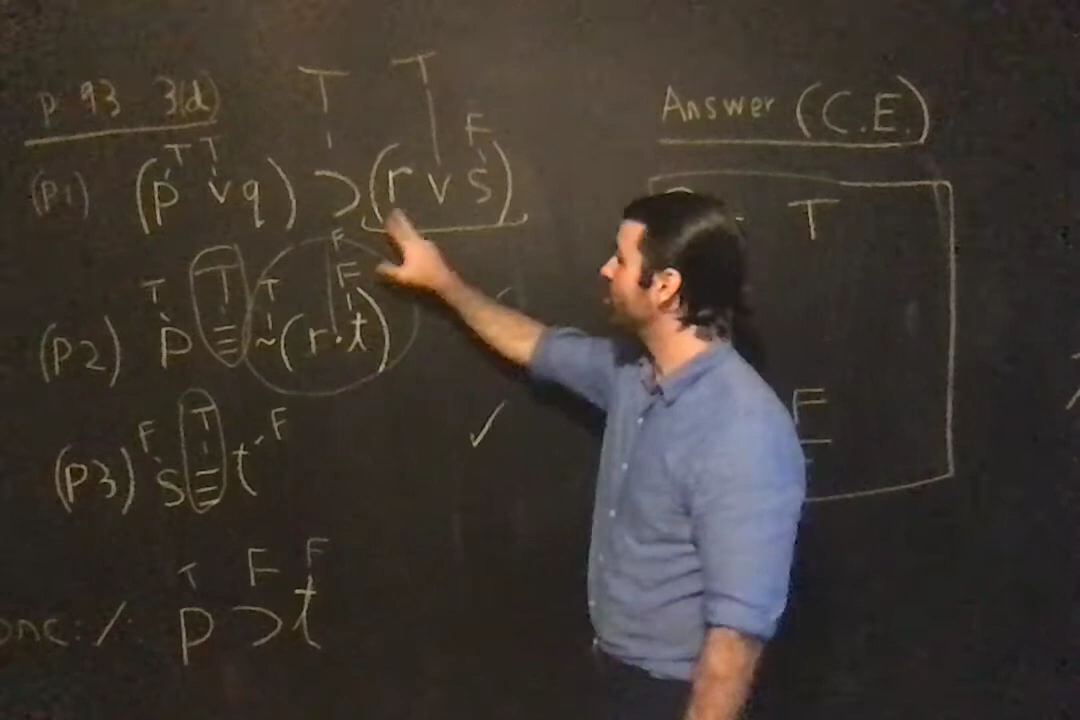 p 93 3(d)
T T
T T F
(P1) (p v q) ⊃ (r v s)
F
T T T F
(P2) p ≡ ~(r · t)
F T F
(P3) s ≡ t
✓
T F F
onc: /∴ p ⊃ t
Answer (C.E.)
T
F